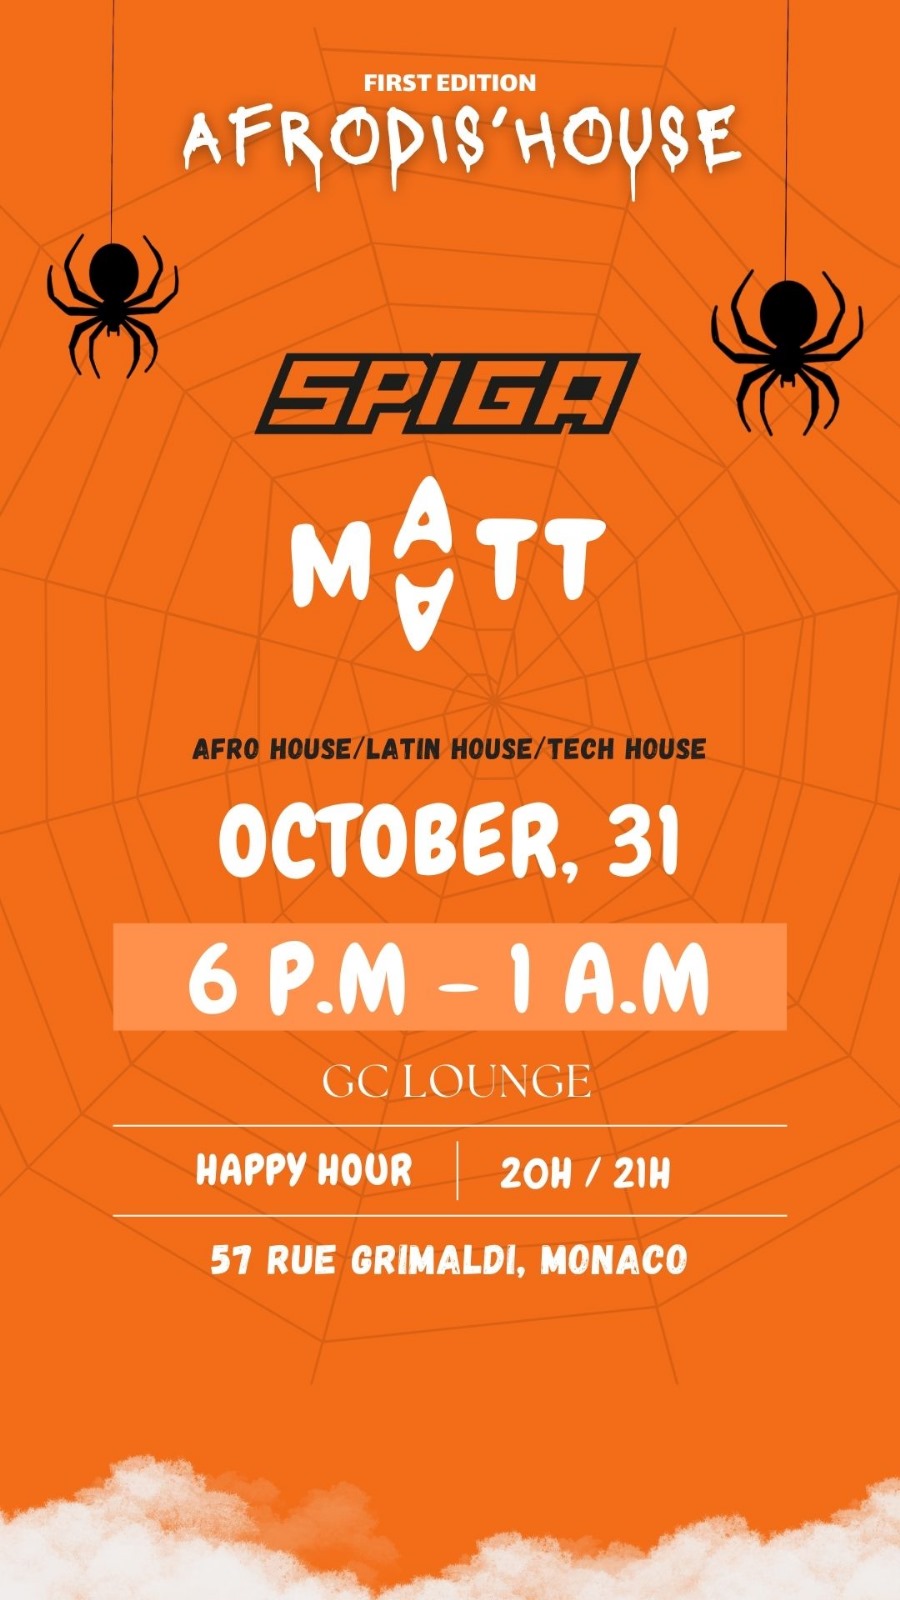 FIRST EDITION
AFRODIS'HOUSE
SPIGA
MATT
AFRO HOUSE/LATIN HOUSE/TECH HOUSE
OCTOBER, 31
6 P.M – 1 A.M
GC LOUNGE
HAPPY HOUR 20H / 21H
57 RUE GRIMALDI, MONACO